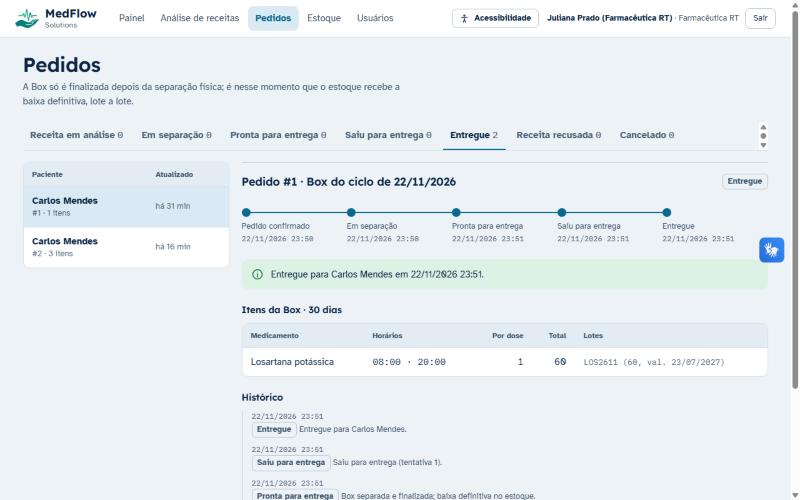 MedFlow
Solutions
Painel
Análise de receitas
Pedidos
Estoque
Usuários
Acessibilidade
Juliana Prado (Farmacêutica RT) · Farmacêutica RT
Sair
Pedidos
A Box só é finalizada depois da separação física; é nesse momento que o estoque recebe a
baixa definitiva, lote a lote.
Receita em análise 0
Em separação 0
Pronta para entrega 0
Saiu para entrega 0
Entregue 2
Receita recusada 0
Cancelado 0
Paciente
Atualizado
Carlos Mendes
#1 · 1 itens
há 31 min
Carlos Mendes
#2 · 3 itens
há 16 min
Pedido #1 · Box do ciclo de 22/11/2026
Entregue
Pedido confirmado
22/11/2026 23:50
Em separação
22/11/2026 23:50
Pronta para entrega
22/11/2026 23:51
Saiu para entrega
22/11/2026 23:51
Entregue
22/11/2026 23:51
Entregue para Carlos Mendes em 22/11/2026 23:51.
Itens da Box · 30 dias
Medicamento
Horários
Por dose
Total
Lotes
Losartana potássica
08:00 · 20:00
1
60
LOS2611 (60, val. 23/07/2027)
Histórico
22/11/2026 23:51
Entregue Entregue para Carlos Mendes.
22/11/2026 23:51
Saiu para entrega Saiu para entrega (tentativa 1).
22/11/2026 23:51
Pronta para entrega Box separada e finalizada; baixa definitiva no estoque.